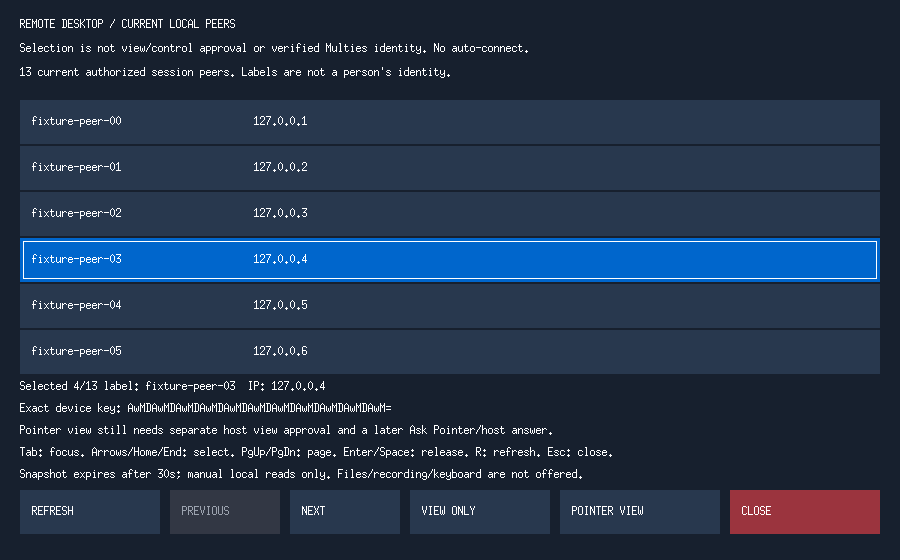 REMOTE DESKTOP / CURRENT LOCAL PEERS
Selection is not view/control approval or verified Multies identity. No auto-connect.
13 current authorized session peers. Labels are not a person's identity.
fixture-peer-00 127.0.0.1
fixture-peer-01 127.0.0.2
fixture-peer-02 127.0.0.3
fixture-peer-03 127.0.0.4
fixture-peer-04 127.0.0.5
fixture-peer-05 127.0.0.6
Selected 4/13 label: fixture-peer-03 IP: 127.0.0.4
Exact device key: AwMDAwMDAwMDAwMDAwMDAwMDAwMDAwMDAwMDAwMDAwM=
Pointer view still needs separate host view approval and a later Ask Pointer/host answer.
Tab: focus. Arrows/Home/End: select. PgUp/PgDn: page. Enter/Space: release. R: refresh. Esc: close.
Snapshot expires after 30s; manual local reads only. Files/recording/keyboard are not offered.
REFRESH PREVIOUS NEXT VIEW ONLY POINTER VIEW CLOSE